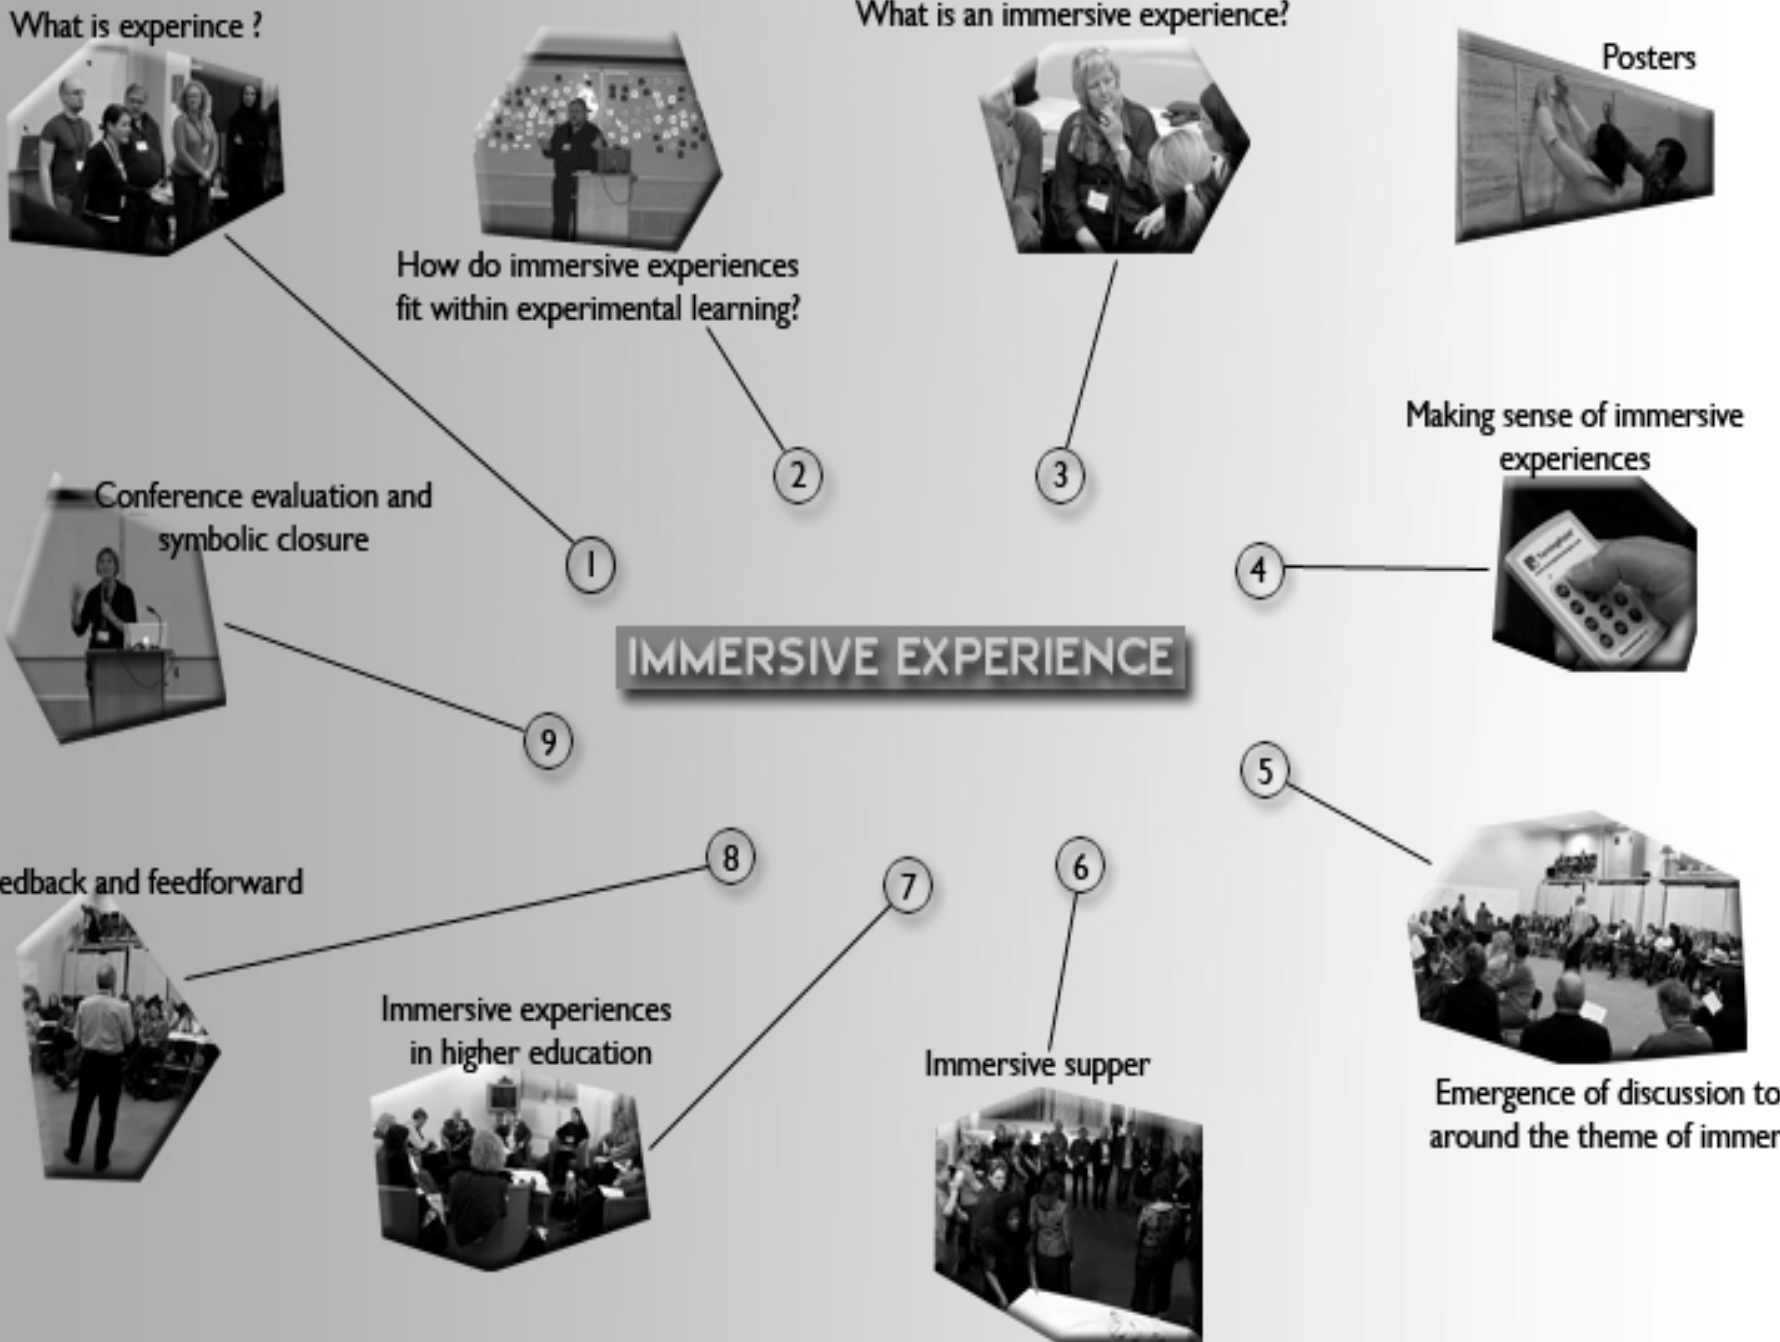 What is experince ?
What is an immersive experience?
Posters
How do immersive experiences
fit within experimental learning?
Making sense of immersive
experiences
2
3
Conference evaluation and
symbolic closure
1
4
IMMERSIVE EXPERIENCE
9
5
8
6
7
edback and feedforward
Immersive experiences
in higher education
Immersive supper
Emergence of discussion to
around the theme of immer